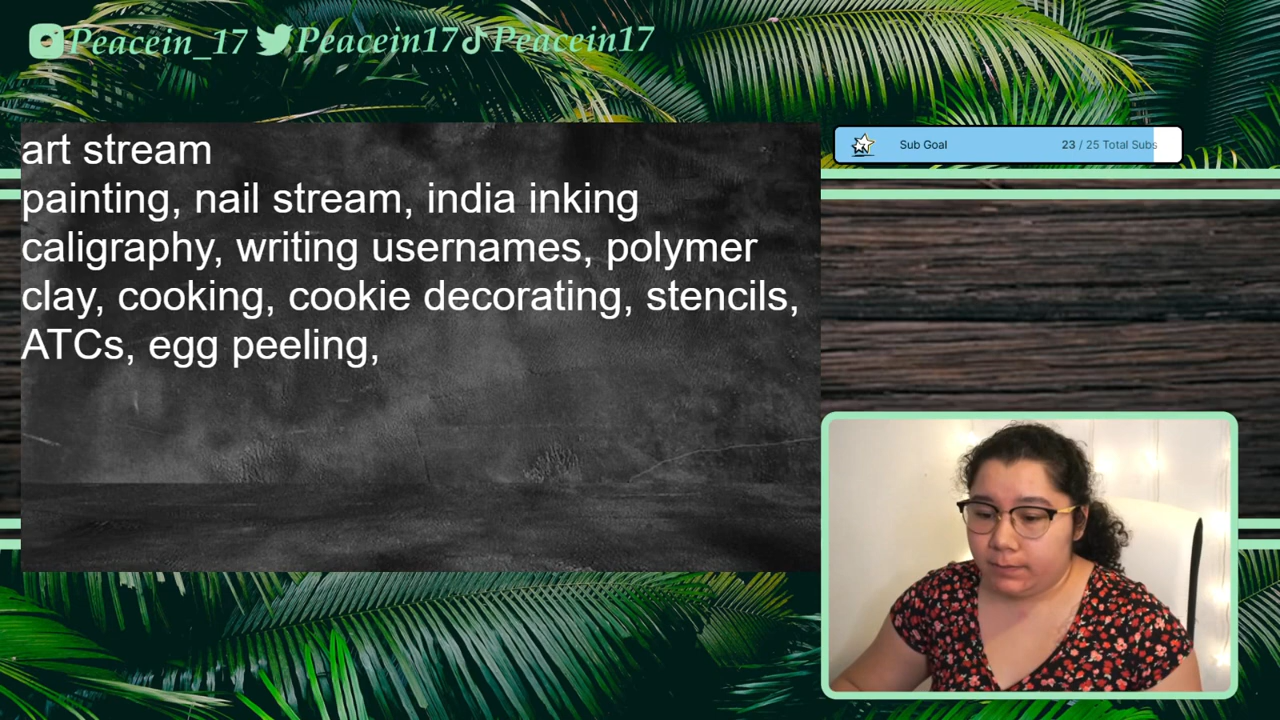 Peacein_17 Peacein17 Peacein17
art stream
painting, nail stream, india inking
caligraphy, writing usernames, polymer
clay, cooking, cookie decorating, stencils,
ATCs, egg peeling,
Sub Goal 23 / 25 Total Subs